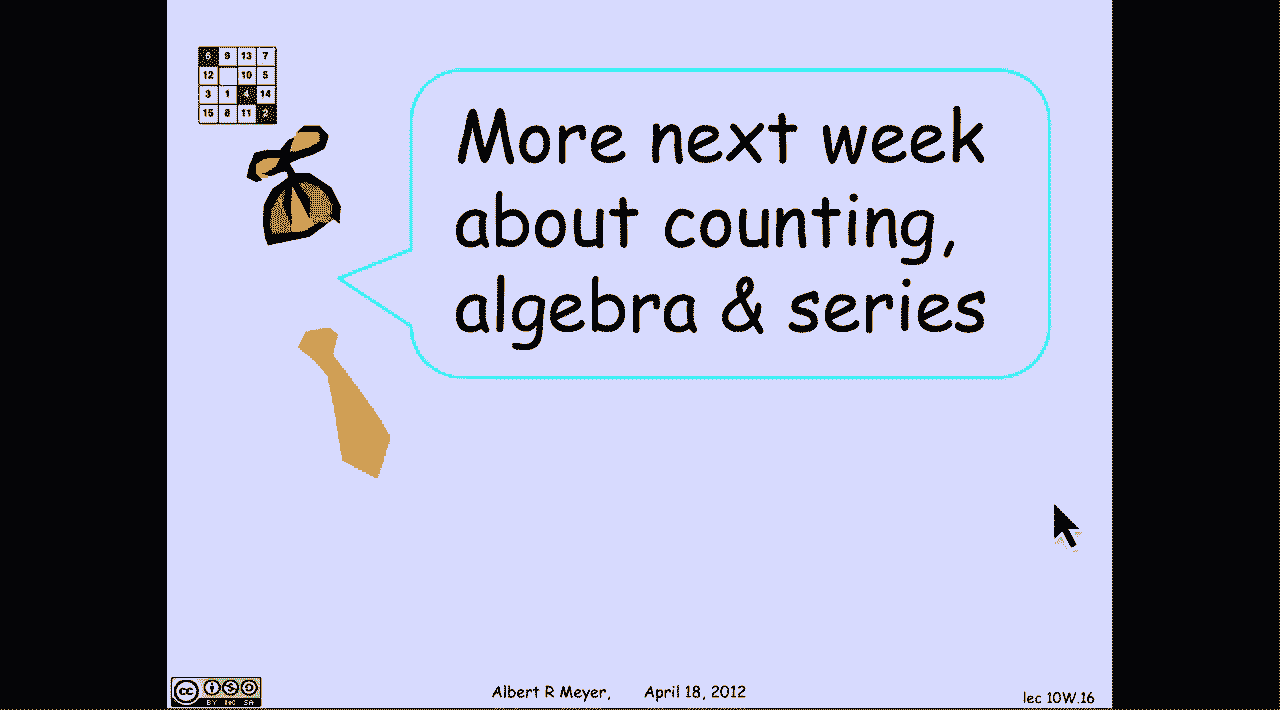 6 9 13 7
12 10 5
3 1 4 14
15 8 11 2
More next week
about counting,
algebra & series
cc
BY NC SA
Albert R Meyer, April 18, 2012
lec 10W.16